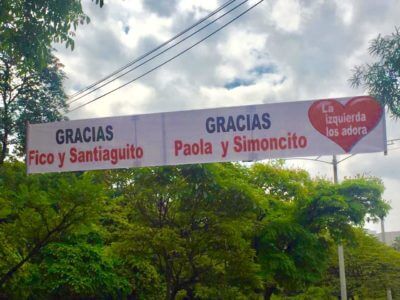 GRACIAS
Fico y Santiaguito
GRACIAS
Paola y Simoncito
La
izquierda
los adora